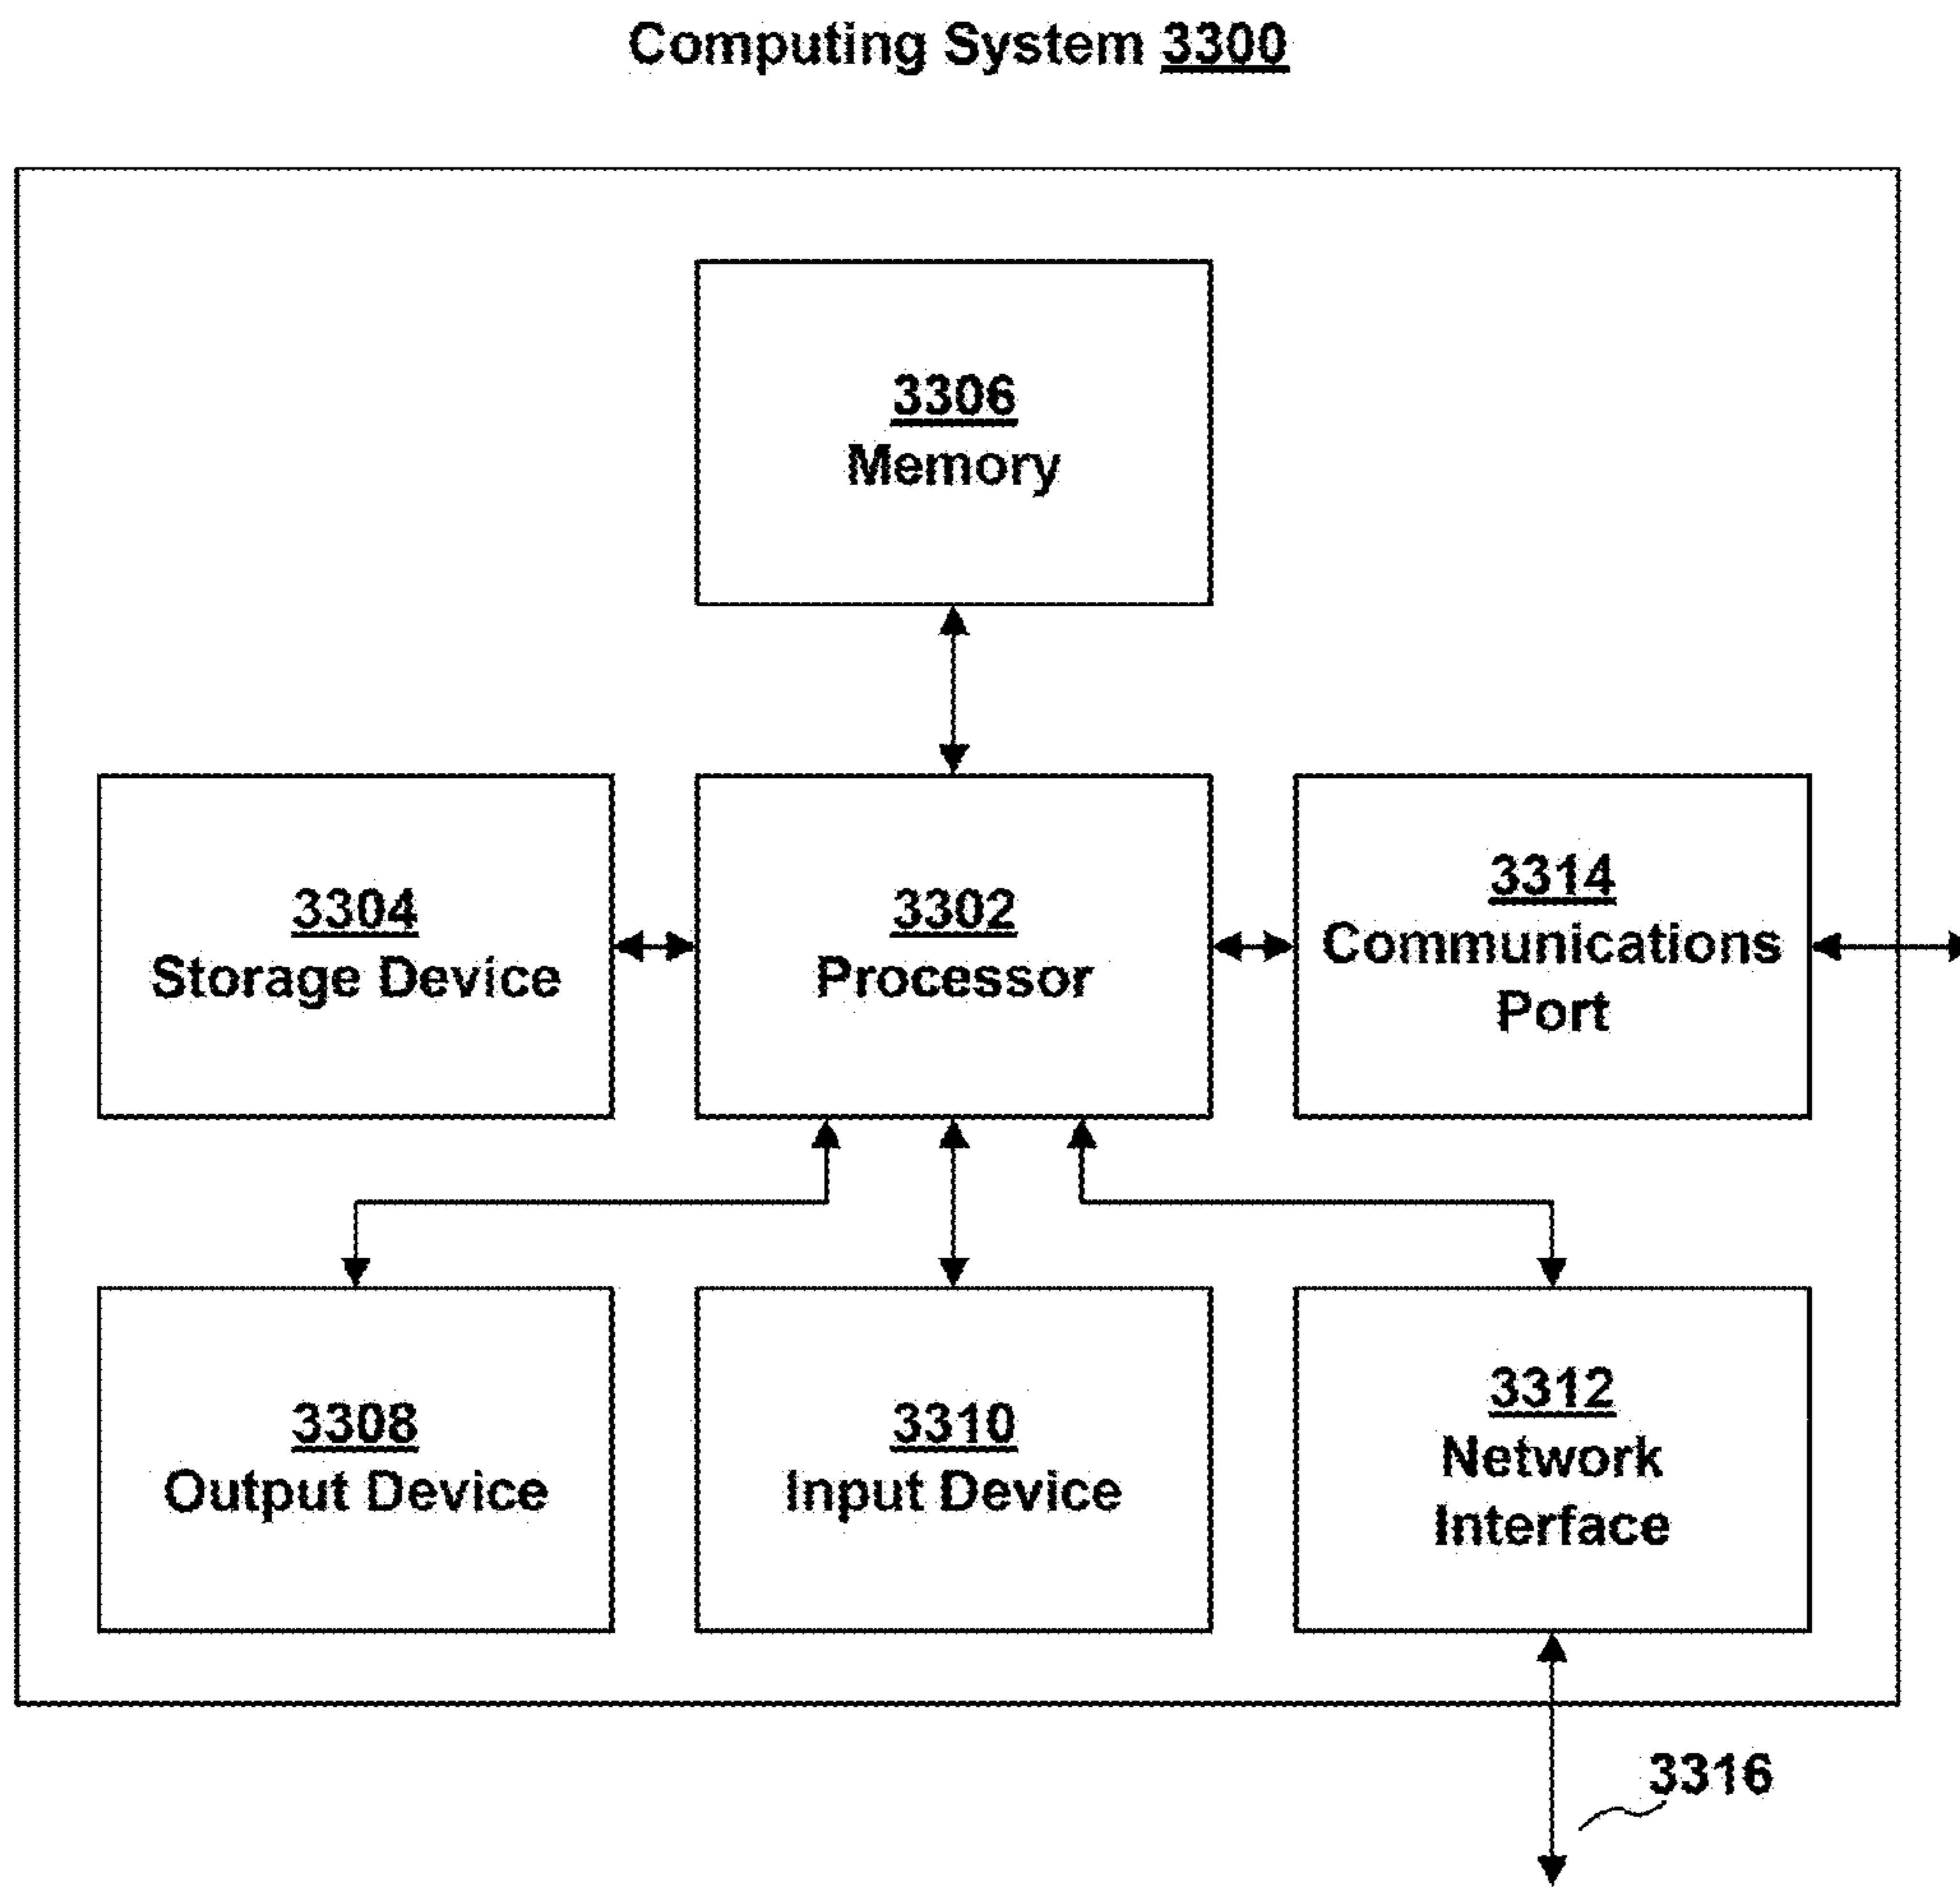 Computing System 3300
3306
Memory
3304
Storage Device
3302
Processor
3314
Communications
Port
3308
Output Device
3310
Input Device
3312
Network
Interface
3316